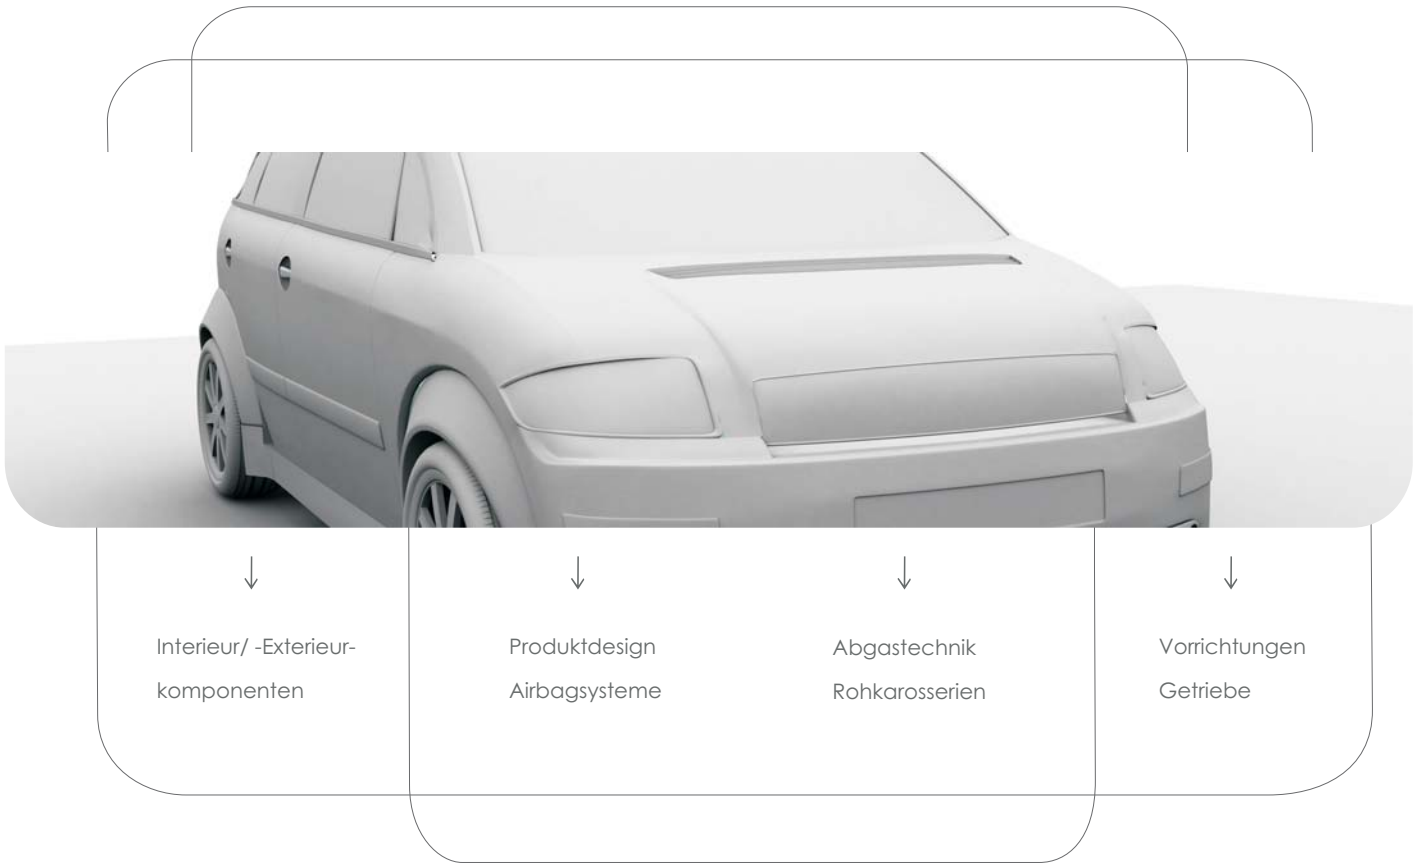 Interieur/ -Exterieur-
komponenten
Produktdesign
Airbagsysteme
Abgastechnik
Rohkarosserien
Vorrichtungen
Getriebe